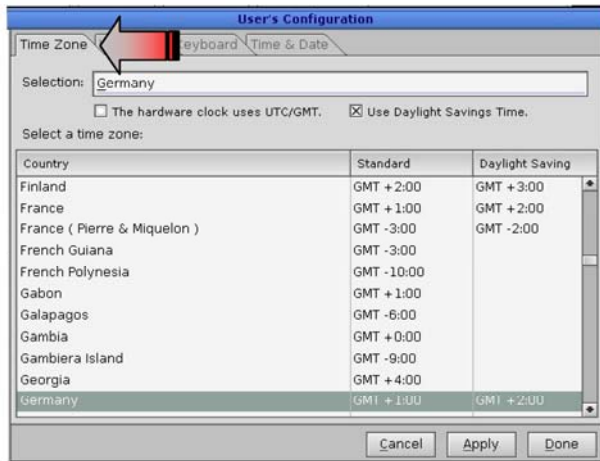 User's Configuration
Time Zone eyboard Time & Date
Selection: Germany
The hardware clock uses UTC/GMT. Use Daylight Savings Time.
Select a time zone:
Country Standard Daylight Saving
Finland GMT +2:00 GMT +3:00
France GMT +1:00 GMT +2:00
France ( Pierre & Miquelon ) GMT -3:00 GMT -2:00
French Guiana GMT -3:00
French Polynesia GMT -10:00
Gabon GMT +1:00
Galapagos GMT -6:00
Gambia GMT +0:00
Gambiera Island GMT -9:00
Georgia GMT +4:00
Germany GMT +1:00 GMT +2:00
Cancel Apply Done